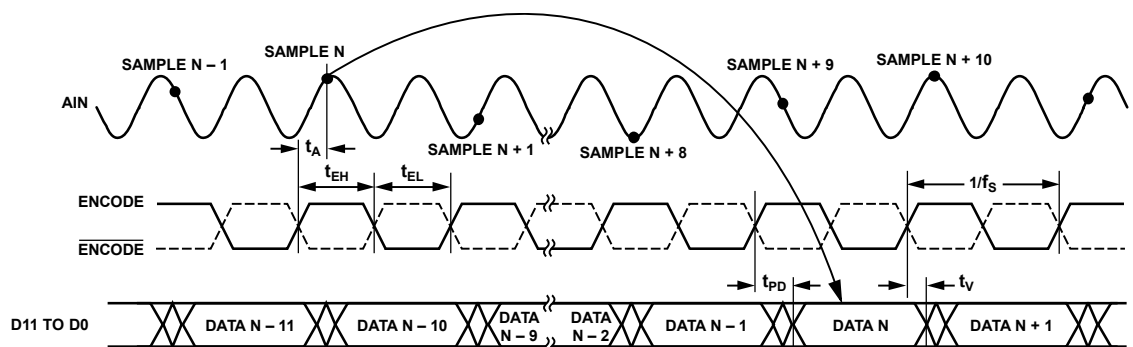 SAMPLE N
SAMPLE N – 1
SAMPLE N + 9
SAMPLE N + 10
AIN
SAMPLE N + 1
SAMPLE N + 8
tA
tEH
tEL
1/fS
ENCODE
ENCODE
tPD
tV
D11 TO D0
DATA N – 11
DATA N – 10
DATA
N – 9
DATA
N – 2
DATA N – 1
DATA N
DATA N + 1